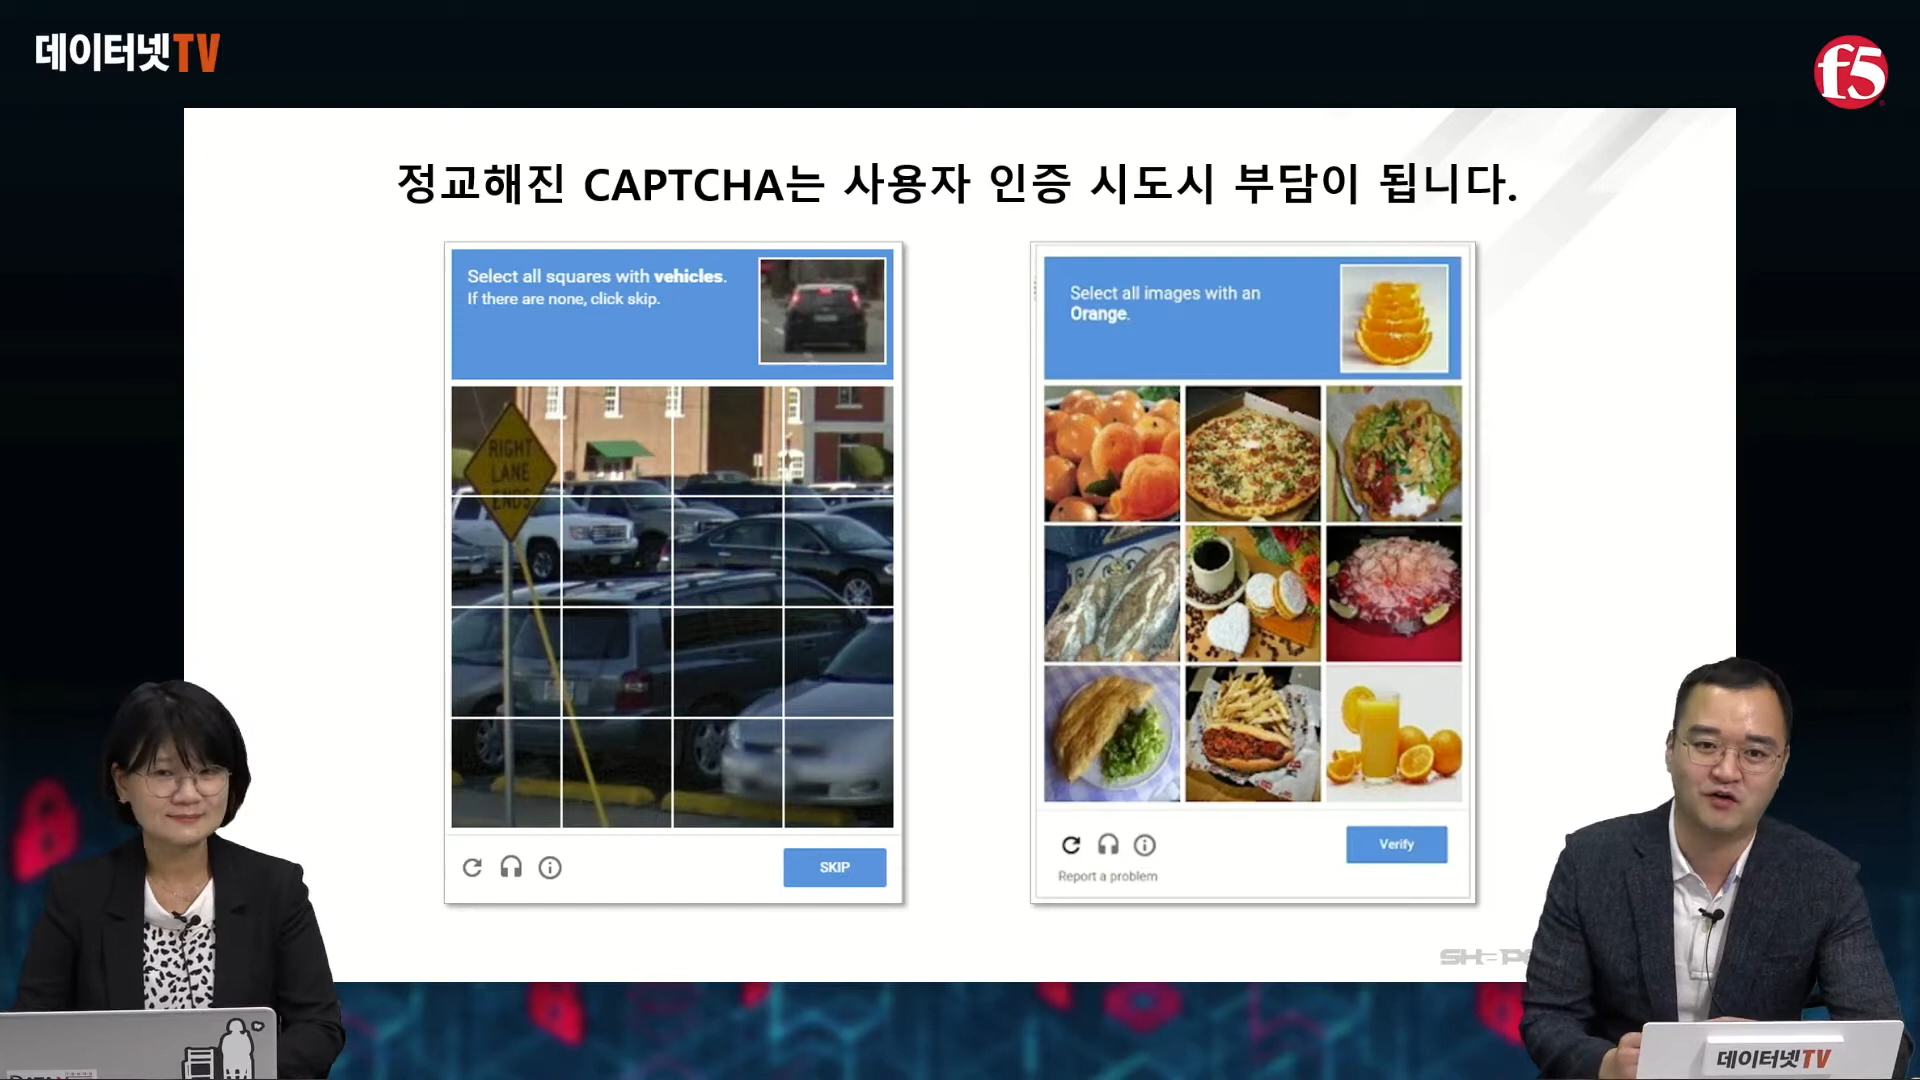 데이터넷TV
f5
정교해진 CAPTCHA는 사용자 인증 시도시 부담이 됩니다.
Select all squares with vehicles.
If there are none, click skip.
RIGHT
LANE
ENDS
SKIP
Select all images with an
Orange.
Verify
Report a problem
데이터넷TV